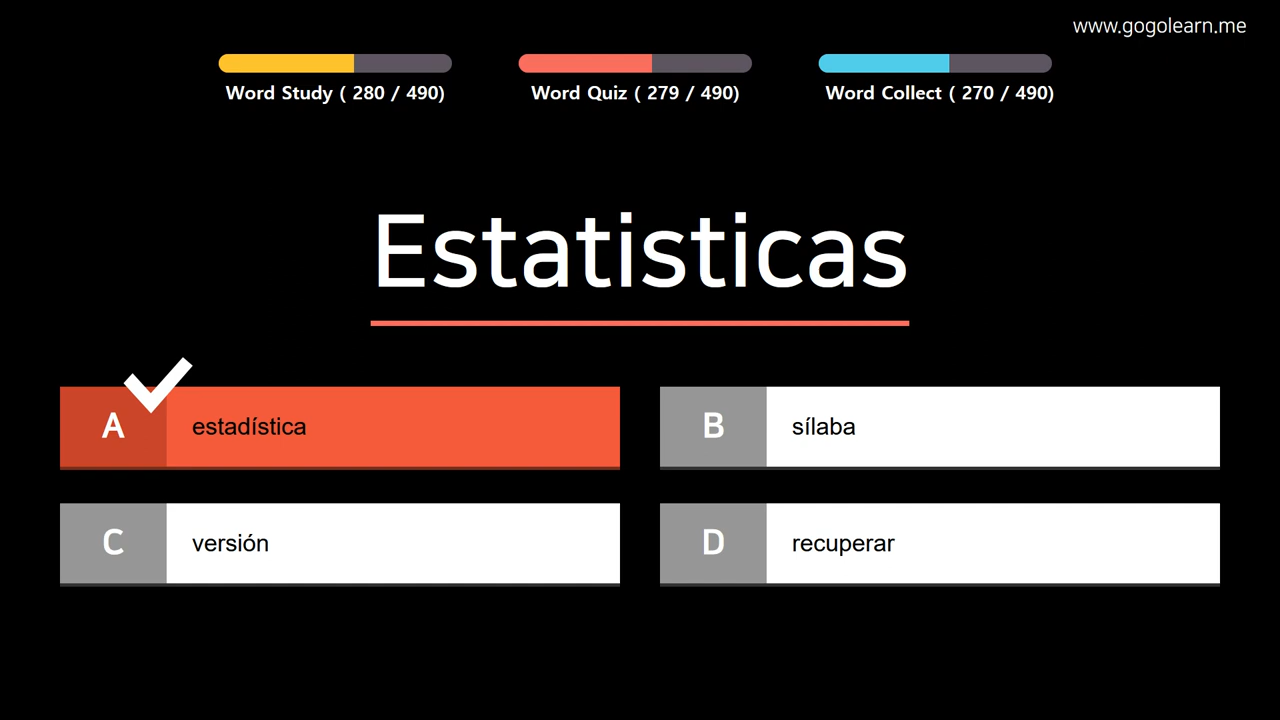 www.gogolearn.me
Word Study ( 280 / 490)
Word Quiz ( 279 / 490)
Word Collect ( 270 / 490)
Estatisticas
A estadística
B sílaba
C versión
D recuperar